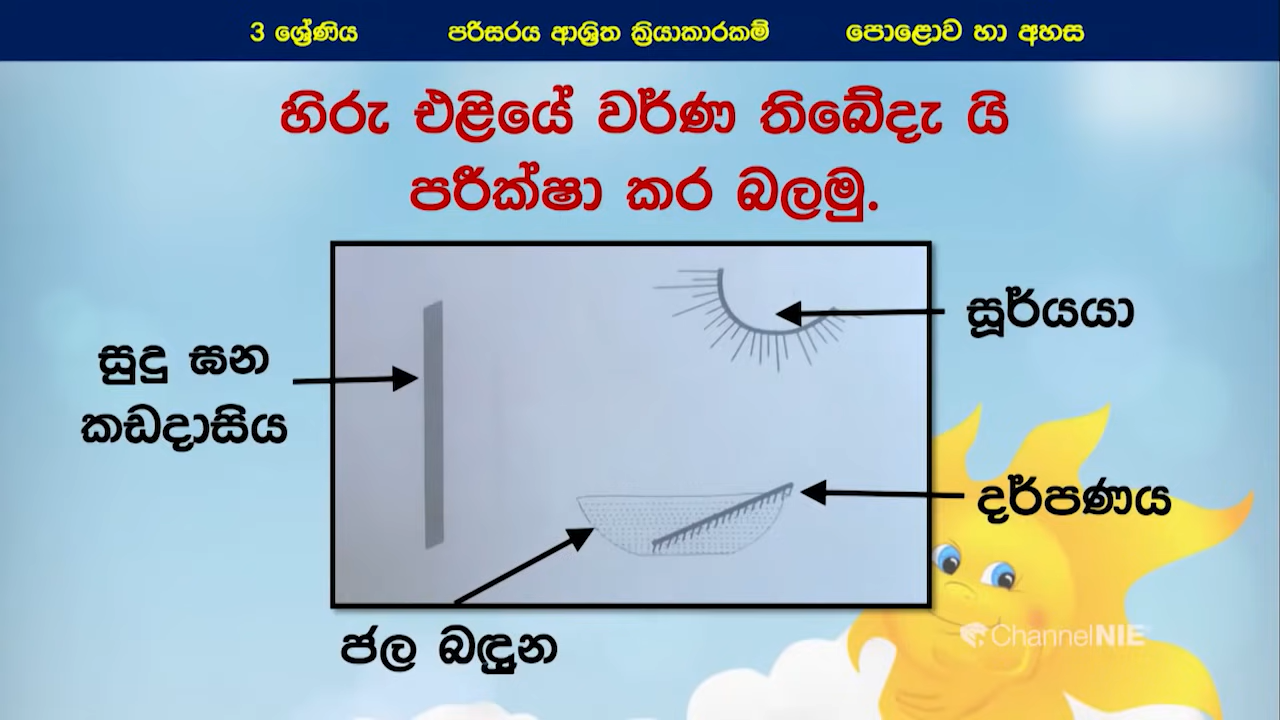 3 ශ්‍රේණිය පරිසරය ආශ්‍රිත ක්‍රියාකාරකම් පොළොව හා අහස
හිරු එළියේ වර්ණ තිබේදැ යි
පරීක්ෂා කර බලමු.
සූර්යයා
සුදු ඝන
කඩදාසිය
දර්පණය
ජල බඳුන
ChannelNIE